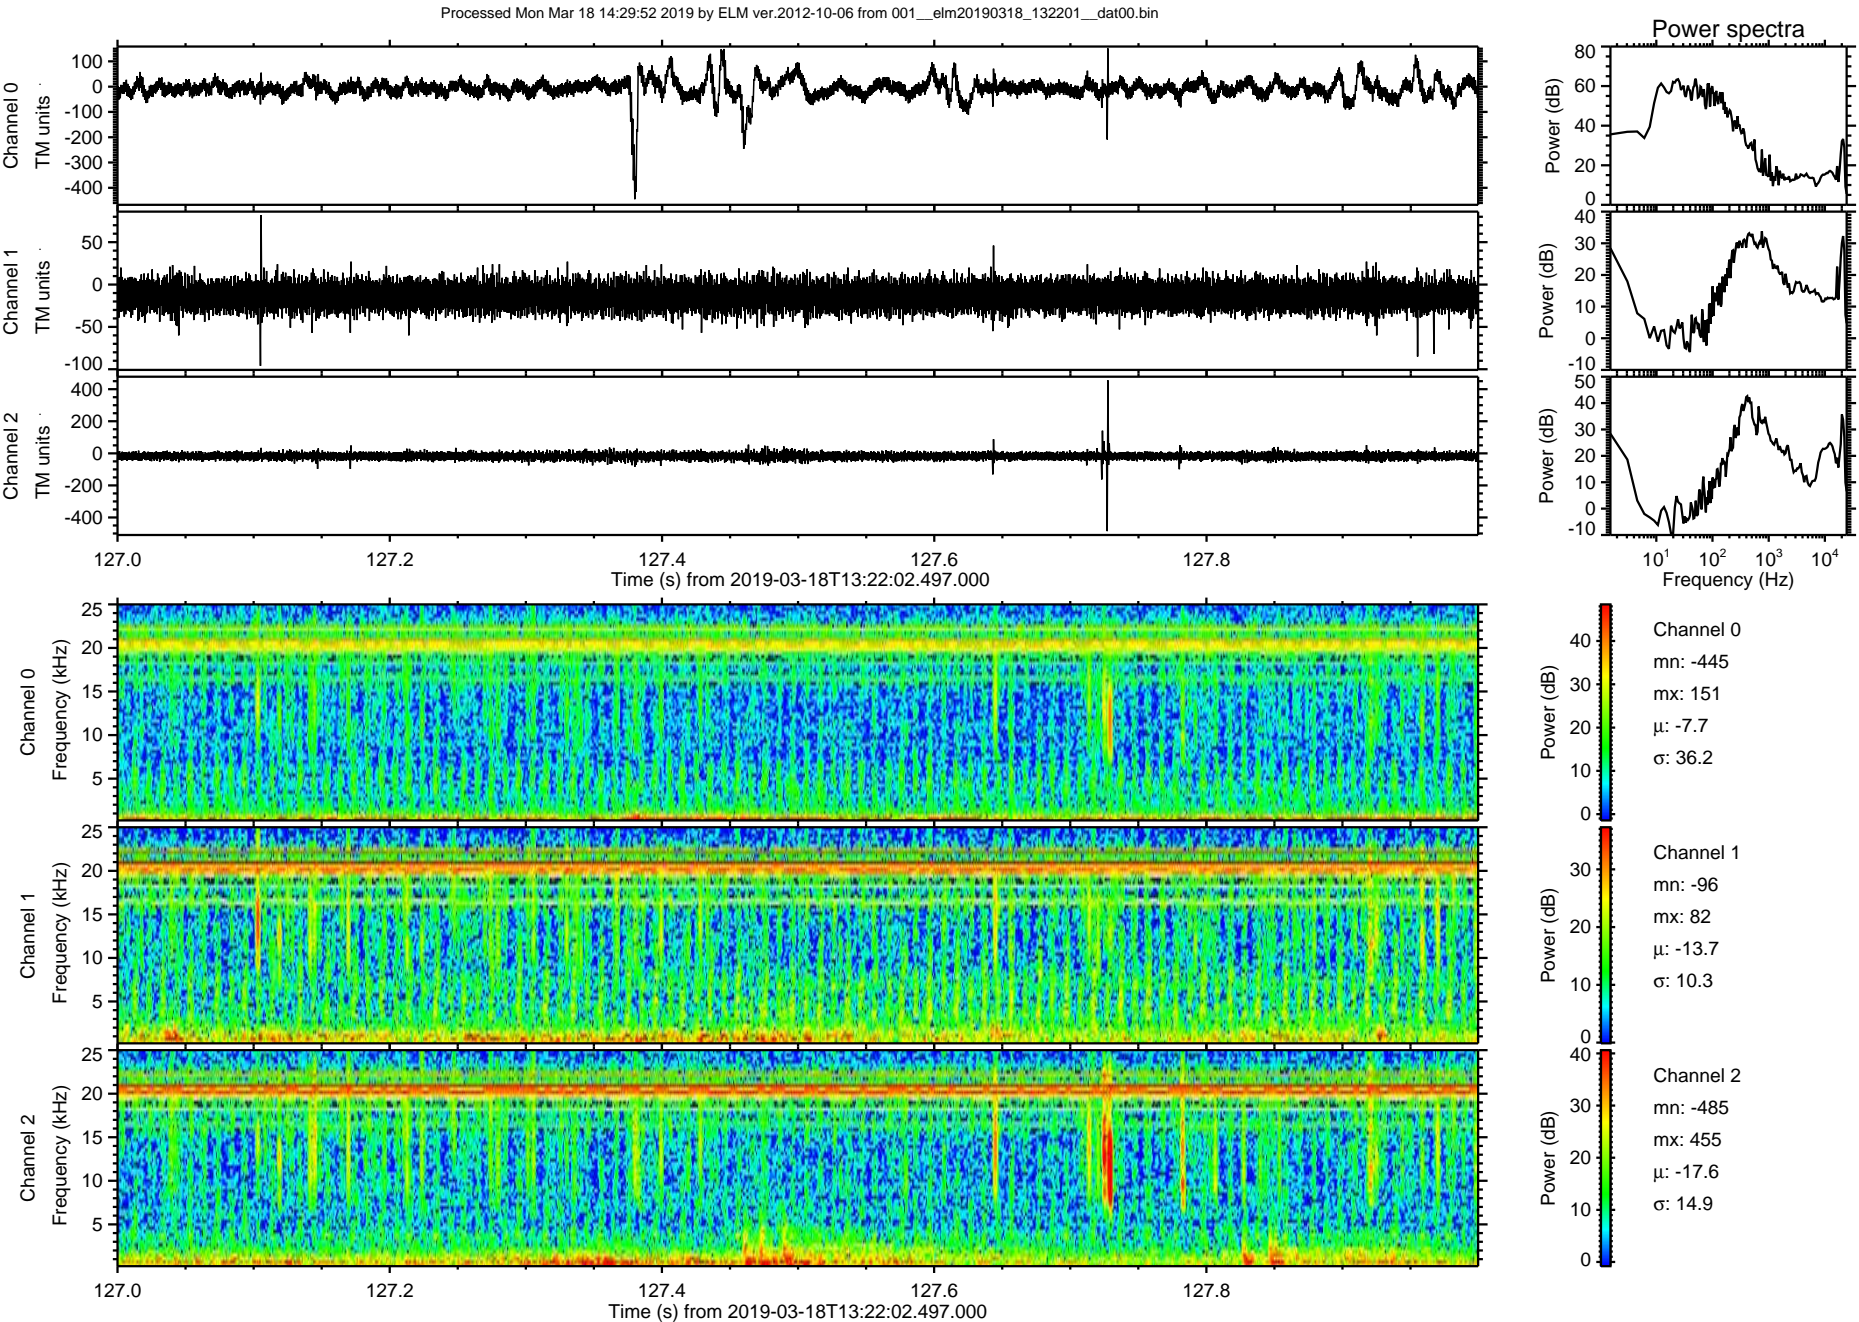 Processed Mon Mar 18 14:29:52 2019 by ELM ver.2012-10-06 from 001__elm20190318_132201__dat00.bin
Power spectra
Channel 0
TM units
100
0
-100
-200
-300
-400
Power (dB)
80
60
40
20
0
Channel 1
TM units
50
0
-50
-100
Power (dB)
40
30
20
10
0
-10
Channel 2
TM units
400
200
0
-200
-400
Power (dB)
50
40
30
20
10
0
-10
127.0 127.2 127.4 127.6 127.8
Time (s) from 2019-03-18T13:22:02.497.000
10^1 10^2 10^3 10^4
Frequency (Hz)
Channel 0
Frequency (kHz)
25
20
15
10
5
Power (dB)
40
30
20
10
0
Channel 0
mn: -445
mx: 151
μ: -7.7
σ: 36.2
Channel 1
Frequency (kHz)
25
20
15
10
5
Power (dB)
30
20
10
0
Channel 1
mn: -96
mx: 82
μ: -13.7
σ: 10.3
Channel 2
Frequency (kHz)
25
20
15
10
5
Power (dB)
40
30
20
10
0
Channel 2
mn: -485
mx: 455
μ: -17.6
σ: 14.9
127.0 127.2 127.4 127.6 127.8
Time (s) from 2019-03-18T13:22:02.497.000